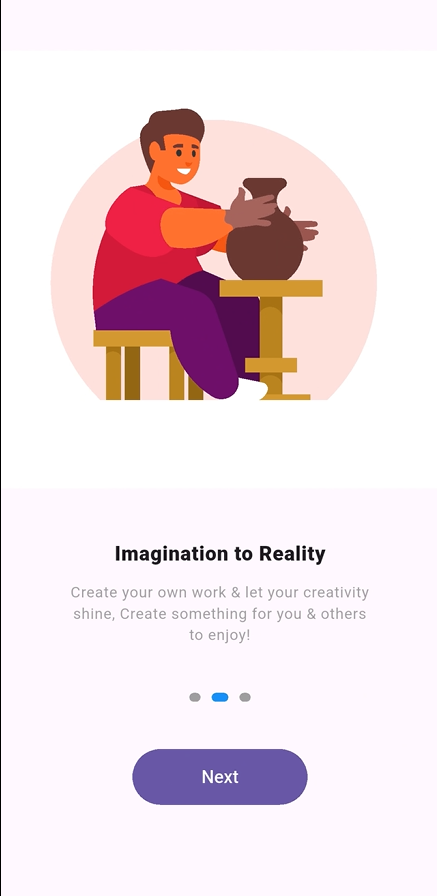 Imagination to Reality
Create your own work & let your creativity
shine, Create something for you & others
to enjoy!
Next